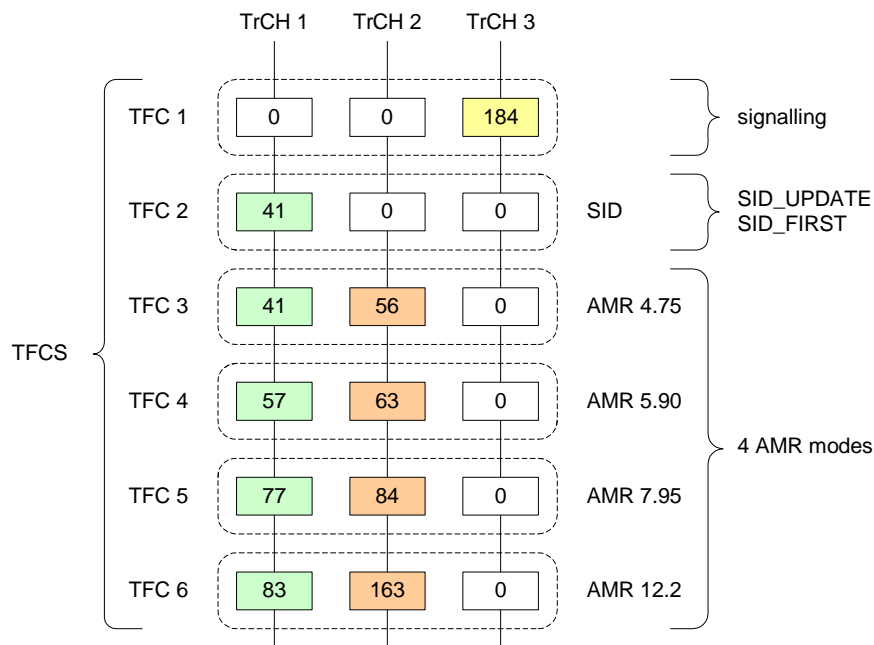 TrCH 1 TrCH 2 TrCH 3
TFC 1 0 0 184 signalling
TFC 2 41 0 0 SID SID_UPDATE
SID_FIRST
TFC 3 41 56 0 AMR 4.75
TFCS
TFC 4 57 63 0 AMR 5.90
4 AMR modes
TFC 5 77 84 0 AMR 7.95
TFC 6 83 163 0 AMR 12.2